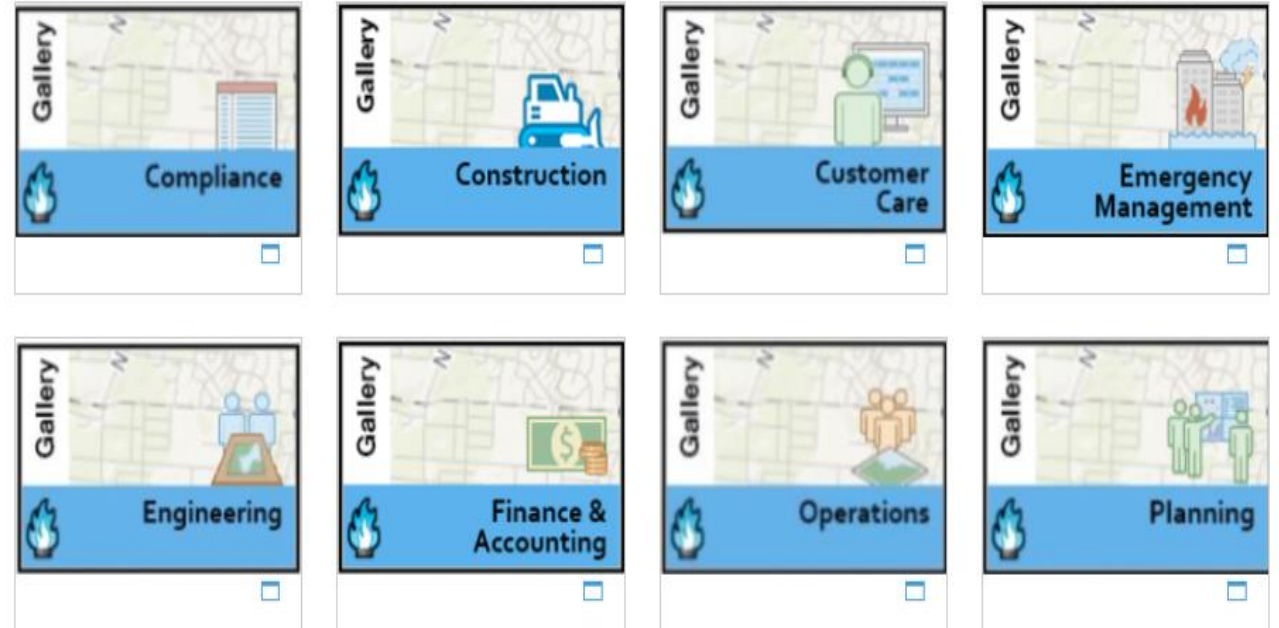 Gallery
Compliance
Gallery
Construction
Gallery
Customer
Care
Gallery
Emergency
Management
Gallery
Engineering
Gallery
Finance &
Accounting
Gallery
Operations
Gallery
Planning